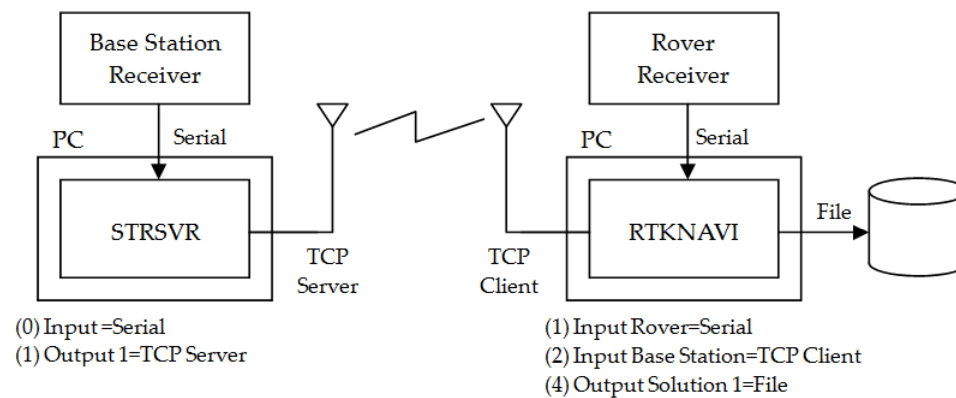 Base Station
Receiver
Rover
Receiver
PC
Serial
PC
Serial
STRSVR
RTKNAVI
File
TCP
Server
TCP
Client
(0) Input =Serial
(1) Output 1=TCP Server
(1) Input Rover=Serial
(2) Input Base Station=TCP Client
(4) Output Solution 1=File